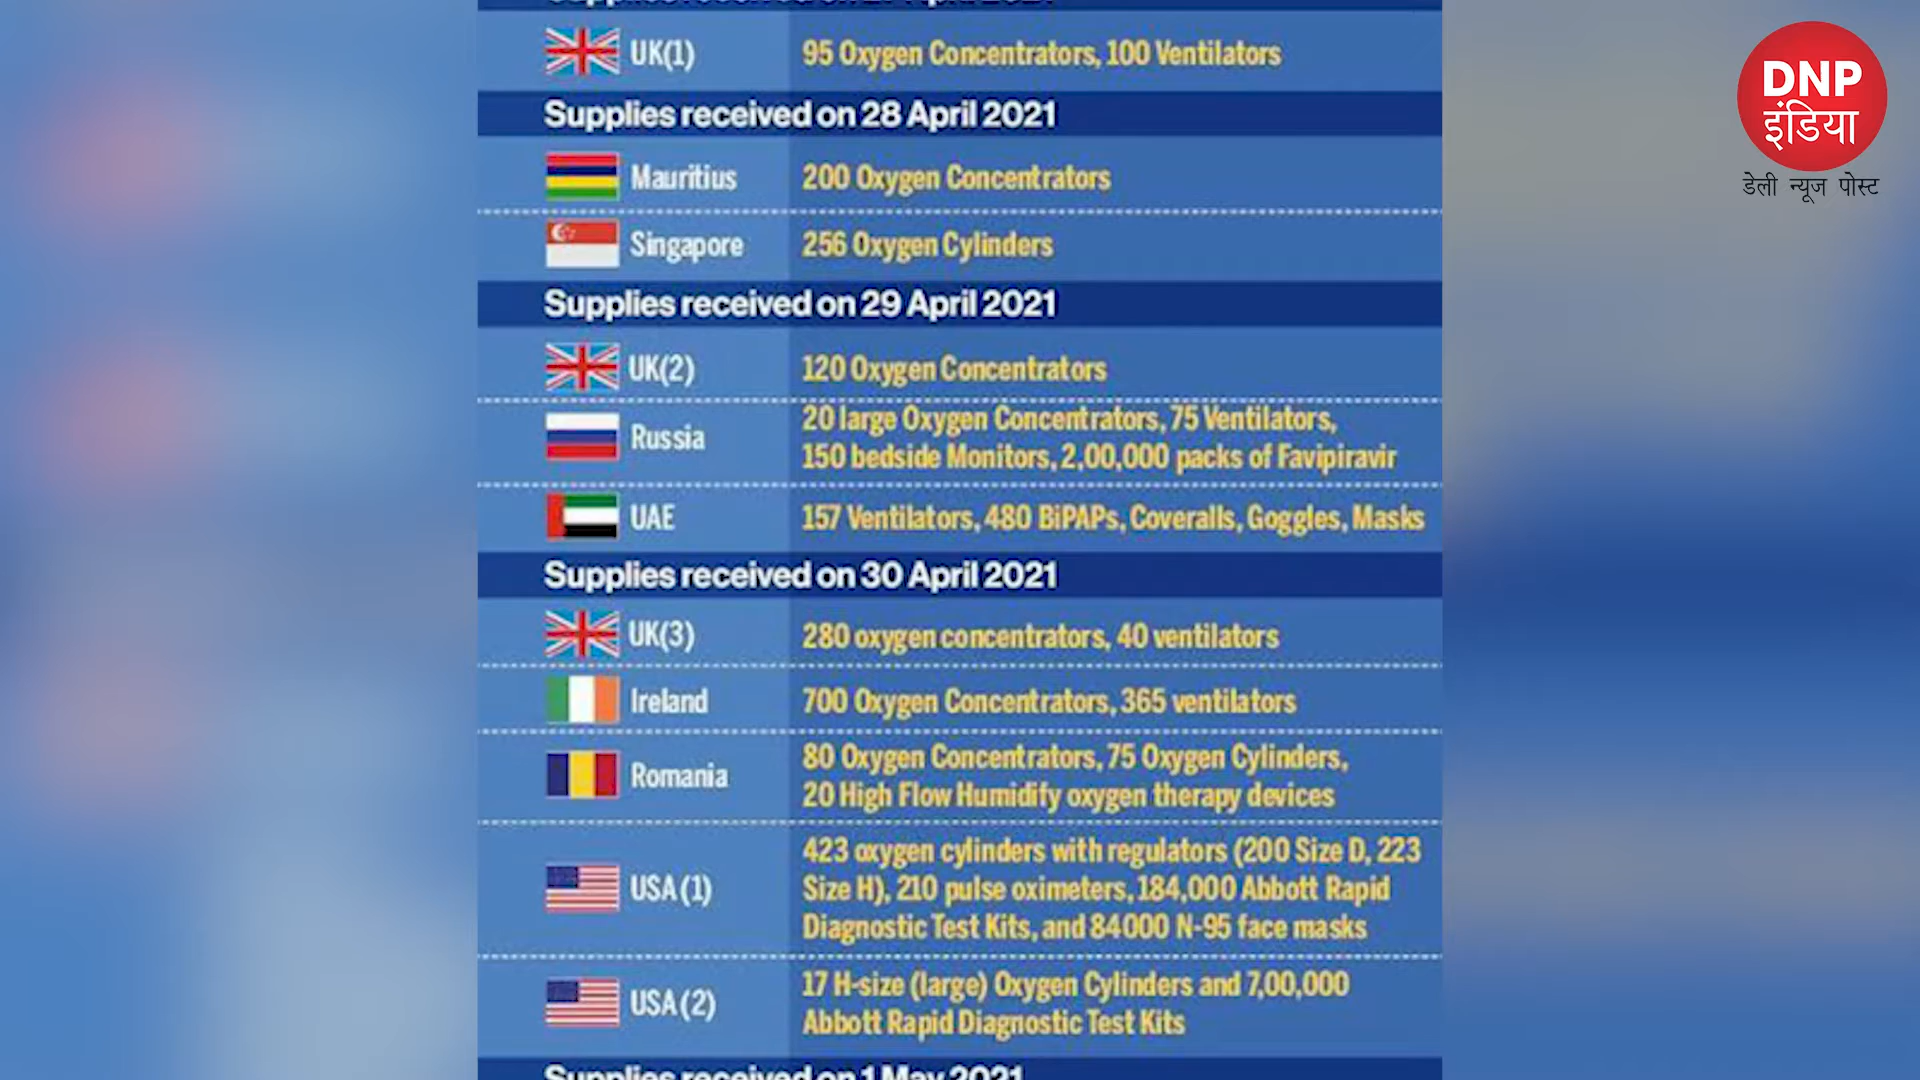 UK(1) 95 Oxygen Concentrators, 100 Ventilators
Supplies received on 28 April 2021
Mauritius 200 Oxygen Concentrators
Singapore 256 Oxygen Cylinders
Supplies received on 29 April 2021
UK(2) 120 Oxygen Concentrators
Russia 20 large Oxygen Concentrators, 75 Ventilators,
150 bedside Monitors, 2,00,000 packs of Favipiravir
UAE 157 Ventilators, 480 BiPAPs, Coveralls, Goggles, Masks
Supplies received on 30 April 2021
UK(3) 280 oxygen concentrators, 40 ventilators
Ireland 700 Oxygen Concentrators, 365 ventilators
Romania 80 Oxygen Concentrators, 75 Oxygen Cylinders,
20 High Flow Humidify oxygen therapy devices
USA (1) 423 oxygen cylinders with regulators (200 Size D, 223
Size H), 210 pulse oximeters, 184,000 Abbott Rapid
Diagnostic Test Kits, and 84000 N-95 face masks
USA (2) 17 H-size (large) Oxygen Cylinders and 7,00,000
Abbott Rapid Diagnostic Test Kits
Supplies received on 1 May 2021
DNP
इंडिया
डेली न्यूज पोस्ट